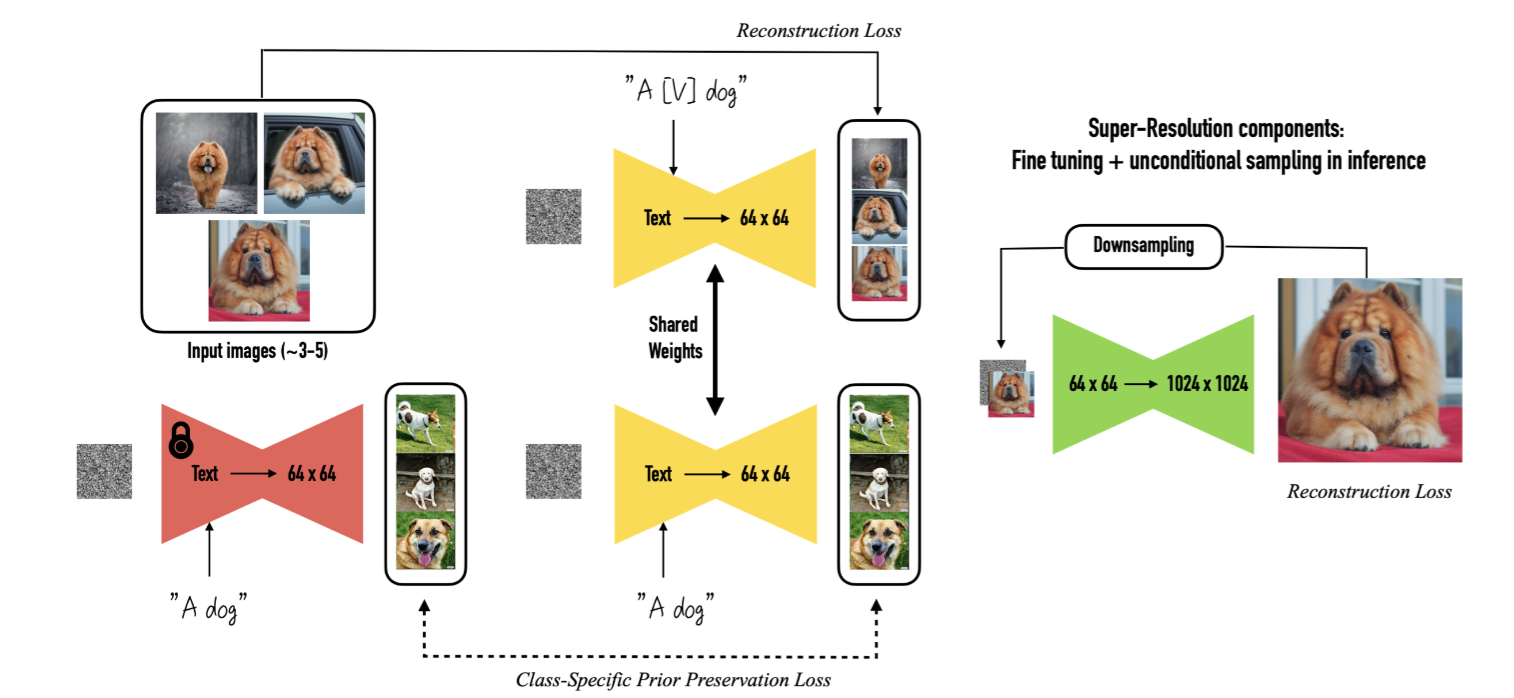 Reconstruction Loss
"A [V] dog"
Super-Resolution components:
Fine tuning + unconditional sampling in inference
Text → 64 x 64
Downsampling
Input images (~3-5)
Shared
Weights
64 x 64 → 1024 x 1024
Text → 64 x 64
Text → 64 x 64
Reconstruction Loss
"A dog"
"A dog"
Class-Specific Prior Preservation Loss